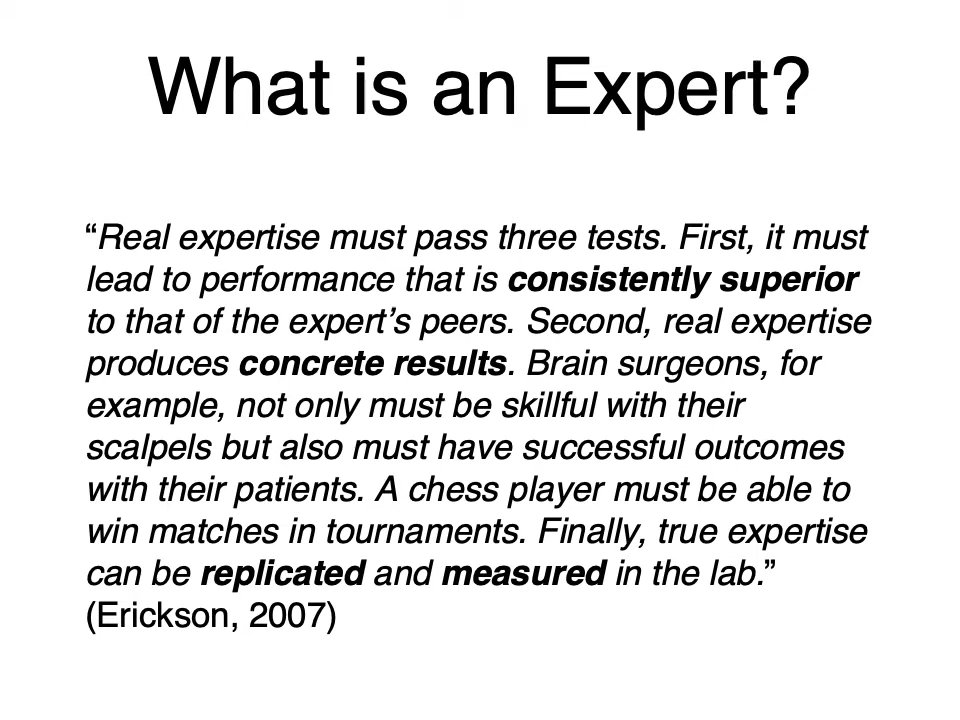 What is an Expert?
“Real expertise must pass three tests. First, it must
lead to performance that is consistently superior
to that of the expert’s peers. Second, real expertise
produces concrete results. Brain surgeons, for
example, not only must be skillful with their
scalpels but also must have successful outcomes
with their patients. A chess player must be able to
win matches in tournaments. Finally, true expertise
can be replicated and measured in the lab.”
(Erickson, 2007)